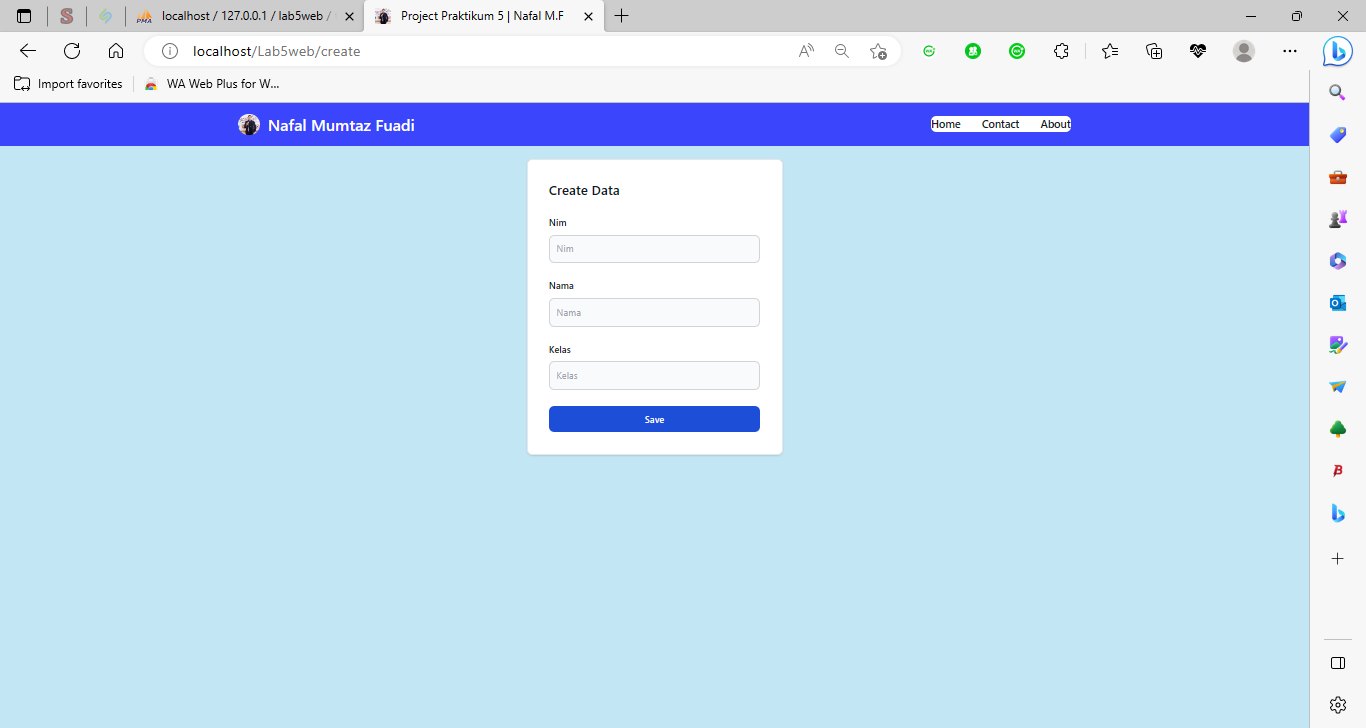 localhost / 127.0.0.1 / lab5web /
Project Praktikum 5 | Nafal M.F
localhost/Lab5web/create
Import favorites
WA Web Plus for W...
Nafal Mumtaz Fuadi
Home Contact About
Create Data
Nim
Nim
Nama
Nama
Kelas
Kelas
Save